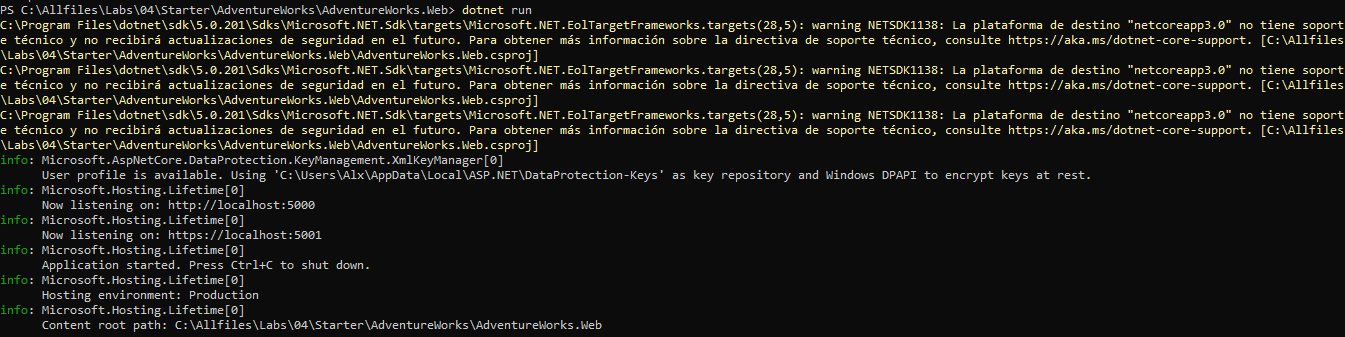 PS C:\Allfiles\Labs\04\Starter\AdventureWorks\AdventureWorks.Web> dotnet run
C:\Program Files\dotnet\sdk\5.0.201\Sdks\Microsoft.NET.Sdk\targets\Microsoft.NET.EolTargetFrameworks.targets(28,5): warning NETSDK1138: La plataforma de destino "netcoreapp3.0" no tiene soport
e técnico y no recibirá actualizaciones de seguridad en el futuro. Para obtener más información sobre la directiva de soporte técnico, consulte https://aka.ms/dotnet-core-support. [C:\Allfiles
\Labs\04\Starter\AdventureWorks\AdventureWorks.Web\AdventureWorks.Web.csproj]
C:\Program Files\dotnet\sdk\5.0.201\Sdks\Microsoft.NET.Sdk\targets\Microsoft.NET.EolTargetFrameworks.targets(28,5): warning NETSDK1138: La plataforma de destino "netcoreapp3.0" no tiene soport
e técnico y no recibirá actualizaciones de seguridad en el futuro. Para obtener más información sobre la directiva de soporte técnico, consulte https://aka.ms/dotnet-core-support. [C:\Allfiles
\Labs\04\Starter\AdventureWorks\AdventureWorks.Web\AdventureWorks.Web.csproj]
C:\Program Files\dotnet\sdk\5.0.201\Sdks\Microsoft.NET.Sdk\targets\Microsoft.NET.EolTargetFrameworks.targets(28,5): warning NETSDK1138: La plataforma de destino "netcoreapp3.0" no tiene soport
e técnico y no recibirá actualizaciones de seguridad en el futuro. Para obtener más información sobre la directiva de soporte técnico, consulte https://aka.ms/dotnet-core-support. [C:\Allfiles
\Labs\04\Starter\AdventureWorks\AdventureWorks.Web\AdventureWorks.Web.csproj]
info: Microsoft.AspNetCore.DataProtection.KeyManagement.XmlKeyManager[0]
      User profile is available. Using 'C:\Users\Alx\AppData\Local\ASP.NET\DataProtection-Keys' as key repository and Windows DPAPI to encrypt keys at rest.
info: Microsoft.Hosting.Lifetime[0]
      Now listening on: http://localhost:5000
info: Microsoft.Hosting.Lifetime[0]
      Now listening on: https://localhost:5001
info: Microsoft.Hosting.Lifetime[0]
      Application started. Press Ctrl+C to shut down.
info: Microsoft.Hosting.Lifetime[0]
      Hosting environment: Production
info: Microsoft.Hosting.Lifetime[0]
      Content root path: C:\Allfiles\Labs\04\Starter\AdventureWorks\AdventureWorks.Web